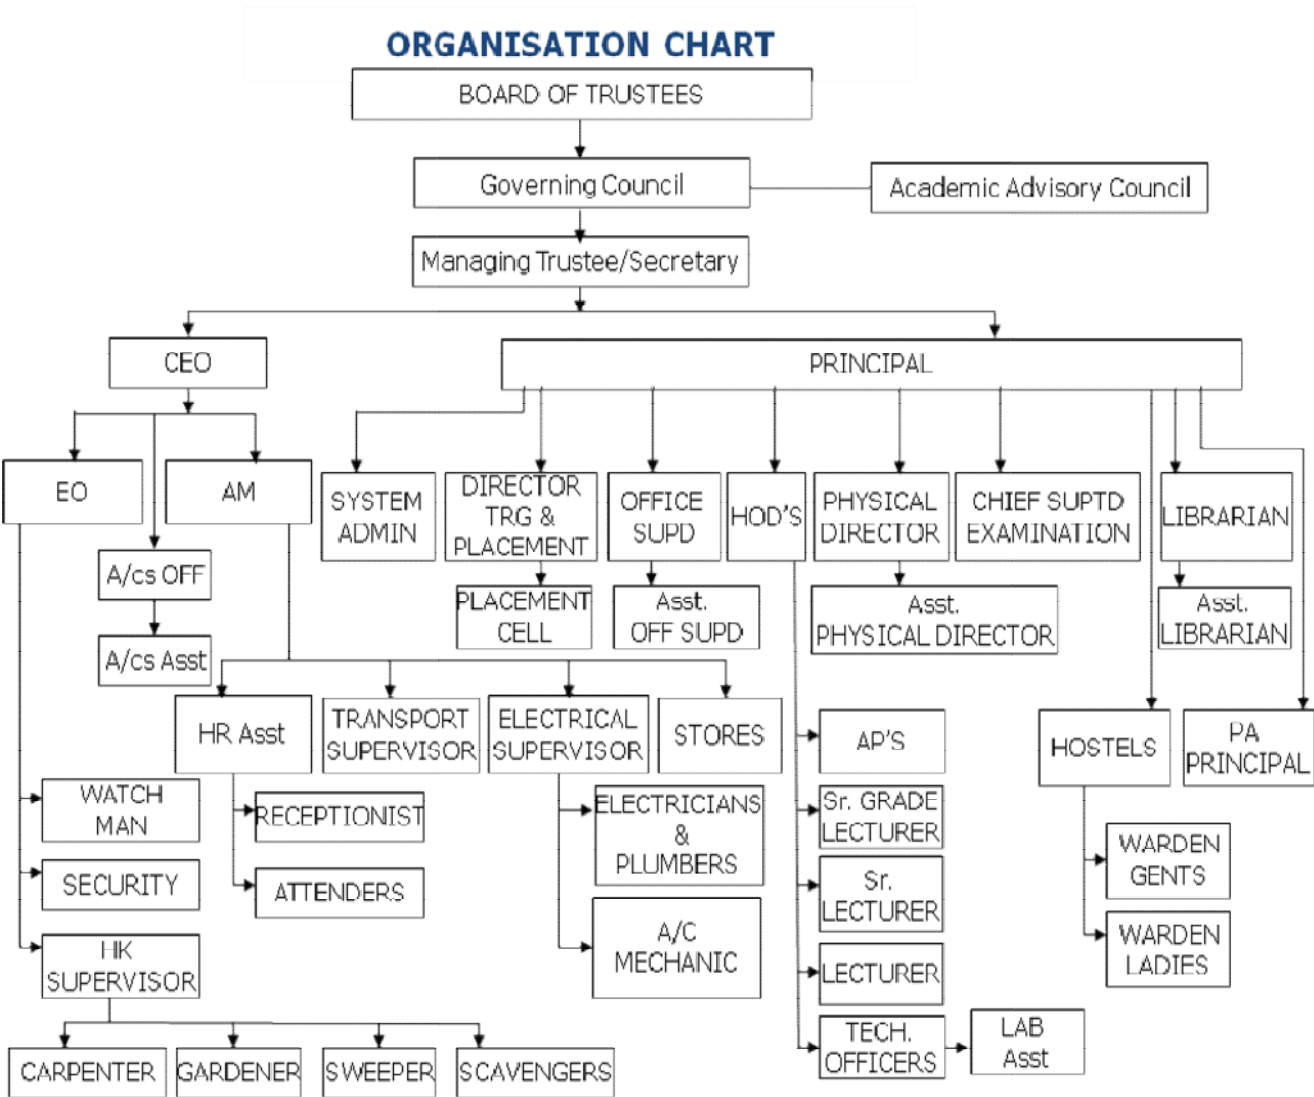 ORGANISATION CHART
BOARD OF TRUSTEES
Governing Council
Academic Advisory Council
Managing Trustee/Secretary
CEO
PRINCIPAL
EO
AM
SYSTEM
ADMIN
DIRECTOR
TRG &
PLACEMENT
OFFICE
SUPD
HOD'S
PHYSICAL
DIRECTOR
CHIEF SUPTD
EXAMINATION
LIBRARIAN
A/cs OFF
PLACEMENT
CELL
Asst.
OFF SUPD
Asst.
PHYSICAL DIRECTOR
Asst.
LIBRARIAN
A/cs Asst
HR Asst
TRANSPORT
SUPERVISOR
ELECTRICAL
SUPERVISOR
STORES
AP'S
HOSTELS
PA
PRINCIPAL
WATCH
MAN
RECEPTIONIST
ELECTRICIANS
&
PLUMBERS
Sr. GRADE
LECTURER
WARDEN
GENTS
SECURITY
ATTENDERS
Sr.
LECTURER
HK
SUPERVISOR
A/C
MECHANIC
LECTURER
WARDEN
LADIES
TECH.
OFFICERS
LAB
Asst
CARPENTER
GARDENER
SWEEPER
SCAVENGERS